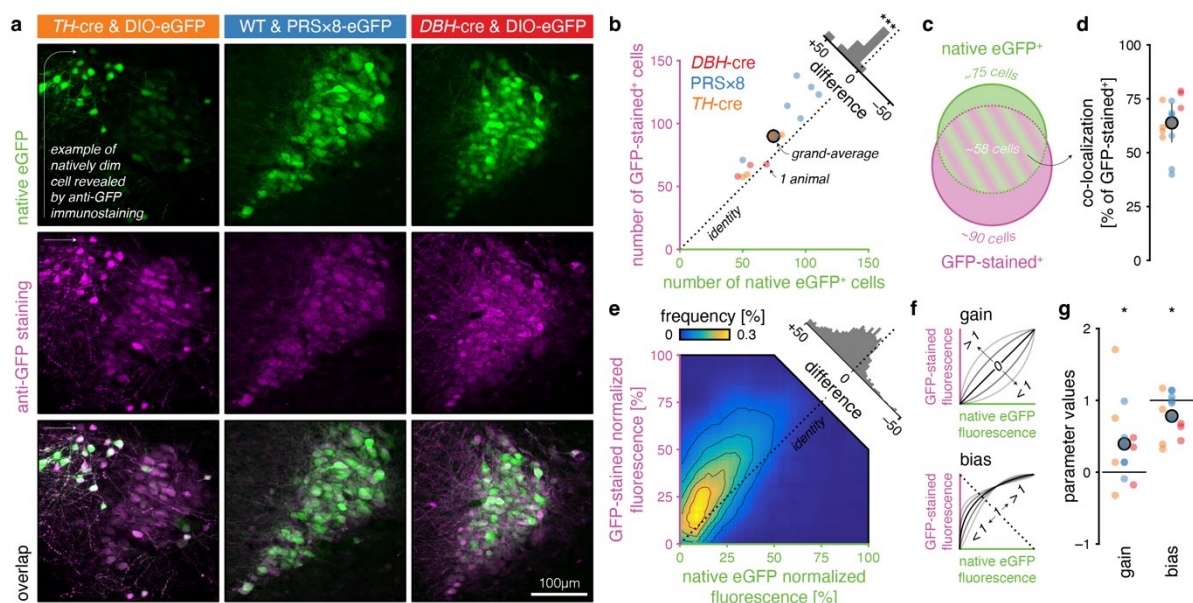 a
TH-cre & DIO-eGFP
WT & PRS×8-eGFP
DBH-cre & DIO-eGFP
native eGFP
example of
natively dim
cell revealed
by anti-GFP
immunostaining
anti-GFP staining
overlap
100µm
b
number of GFP-stained⁺ cells
150
100
50
0
0
50
100
150
number of native eGFP⁺ cells
DBH-cre
PRS×8
TH-cre
grand-average
1 animal
identity
+50
0
−50
difference
***
c
native eGFP⁺
~75 cells
~58 cells
~90 cells
GFP-stained⁺
d
co-localization
[% of GFP-stained⁺]
100
75
50
25
0
e
frequency [%]
0
0.3
GFP-stained normalized
fluorescence [%]
100
75
50
25
0
0
25
50
75
100
native eGFP normalized
fluorescence [%]
identity
+50
0
−50
difference
f
gain
GFP-stained
fluorescence
>1
0
<1
native eGFP
fluorescence
bias
GFP-stained
fluorescence
<1
1
>1
native eGFP
fluorescence
g
*
*
parameter values
2
1
0
−1
gain
bias